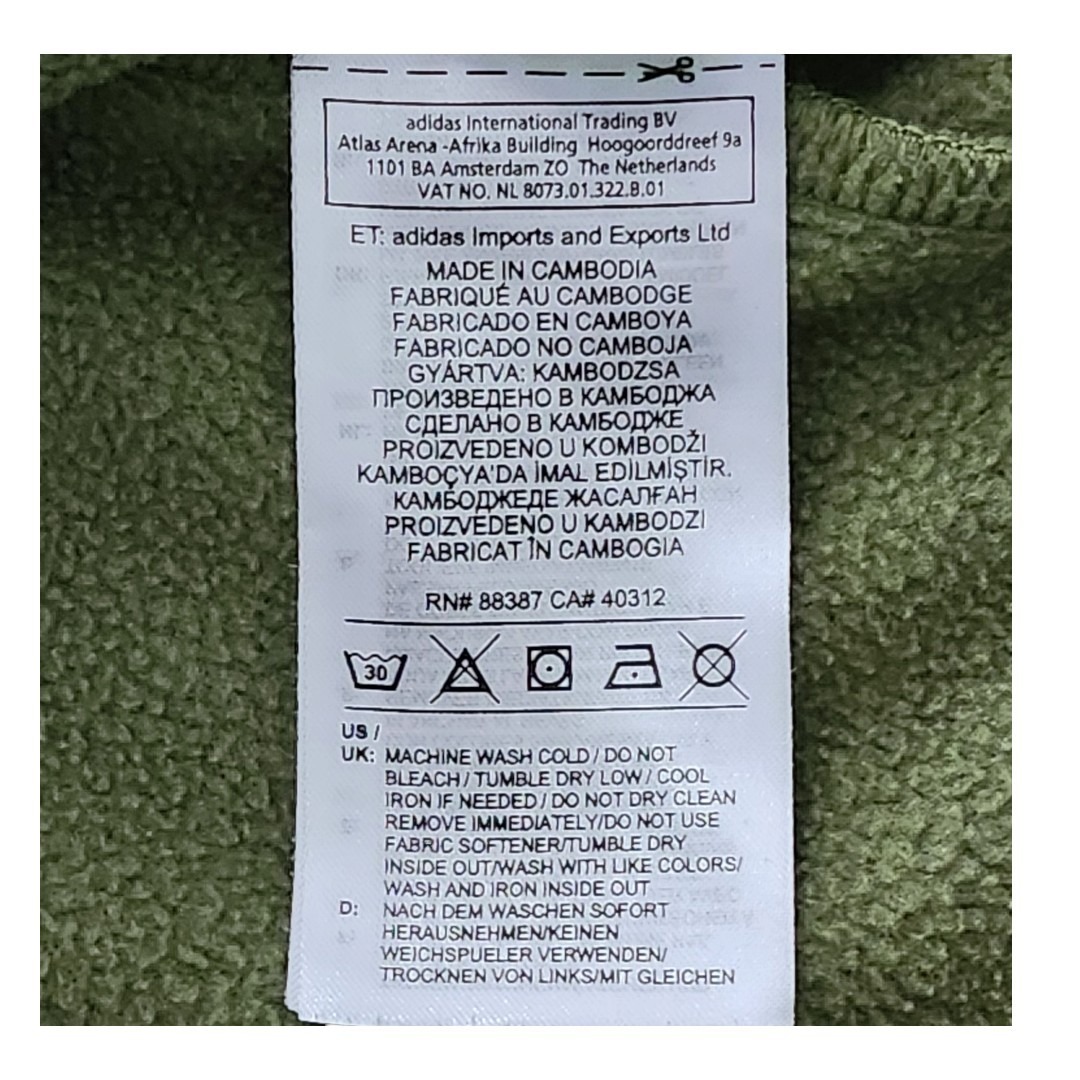 adidas International Trading BV
Atlas Arena -Afrika Building Hoogoorddreef 9a
1101 BA Amsterdam ZO The Netherlands
VAT NO. NL 8073.01.322.B.01
ET: adidas Imports and Exports Ltd
MADE IN CAMBODIA
FABRIQUÉ AU CAMBODGE
FABRICADO EN CAMBOYA
FABRICADO NO CAMBOJA
GYÁRTVA: KAMBODZSA
ПРОИЗВЕДЕНО В КАМБОДЖА
СДЕЛАНО В КАМБОДЖЕ
PROIZVEDENO U KOMBODŽI
KAMBOÇYA'DA İMAL EDİLMİŞTİR.
КАМБОДЖЕДЕ ЖАСАЛҒАН
PROIZVEDENO U KAMBODZI
FABRICAT ÎN CAMBOGIA
RN# 88387 CA# 40312
30
US /
UK: MACHINE WASH COLD / DO NOT
BLEACH / TUMBLE DRY LOW / COOL
IRON IF NEEDED / DO NOT DRY CLEAN
REMOVE IMMEDIATELY/DO NOT USE
FABRIC SOFTENER/TUMBLE DRY
INSIDE OUT/WASH WITH LIKE COLORS/
WASH AND IRON INSIDE OUT
D: NACH DEM WASCHEN SOFORT
HERAUSNEHMEN/KEINEN
WEICHSPUELER VERWENDEN/
TROCKNEN VON LINKS/MIT GLEICHEN